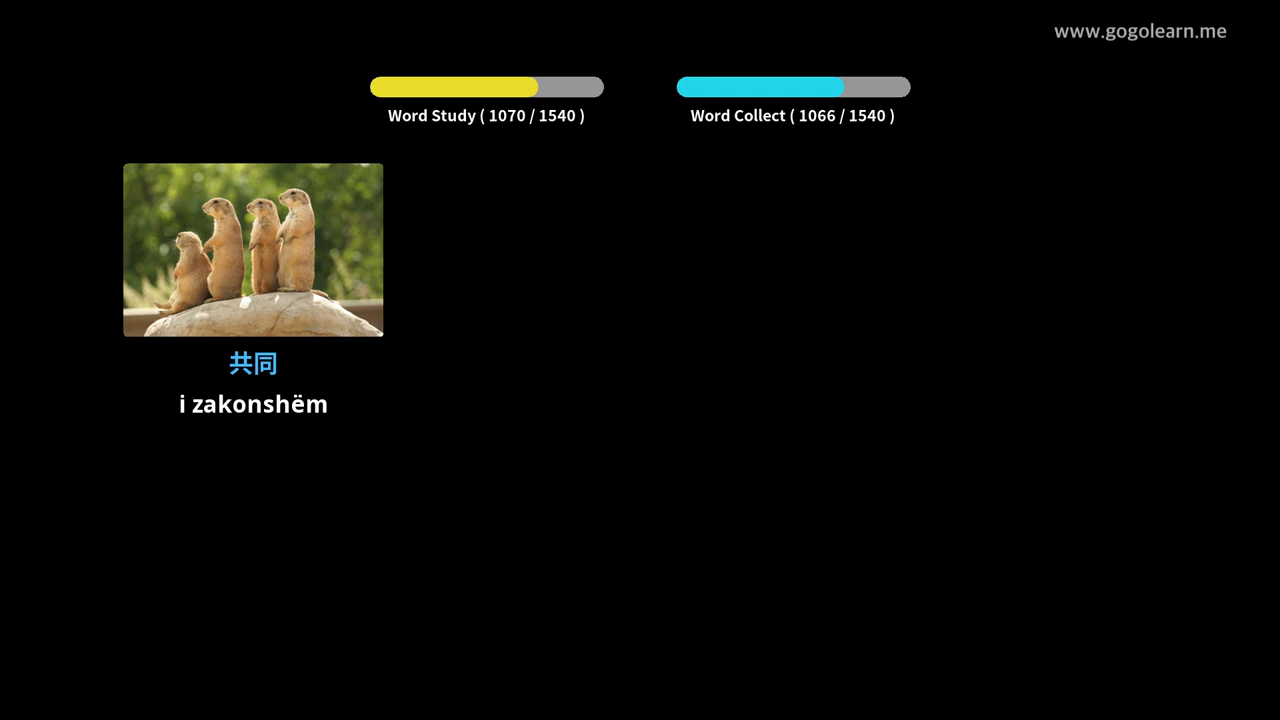 www.gogolearn.me
Word Study ( 1070 / 1540 )
Word Collect ( 1066 / 1540 )
共同
i zakonshëm